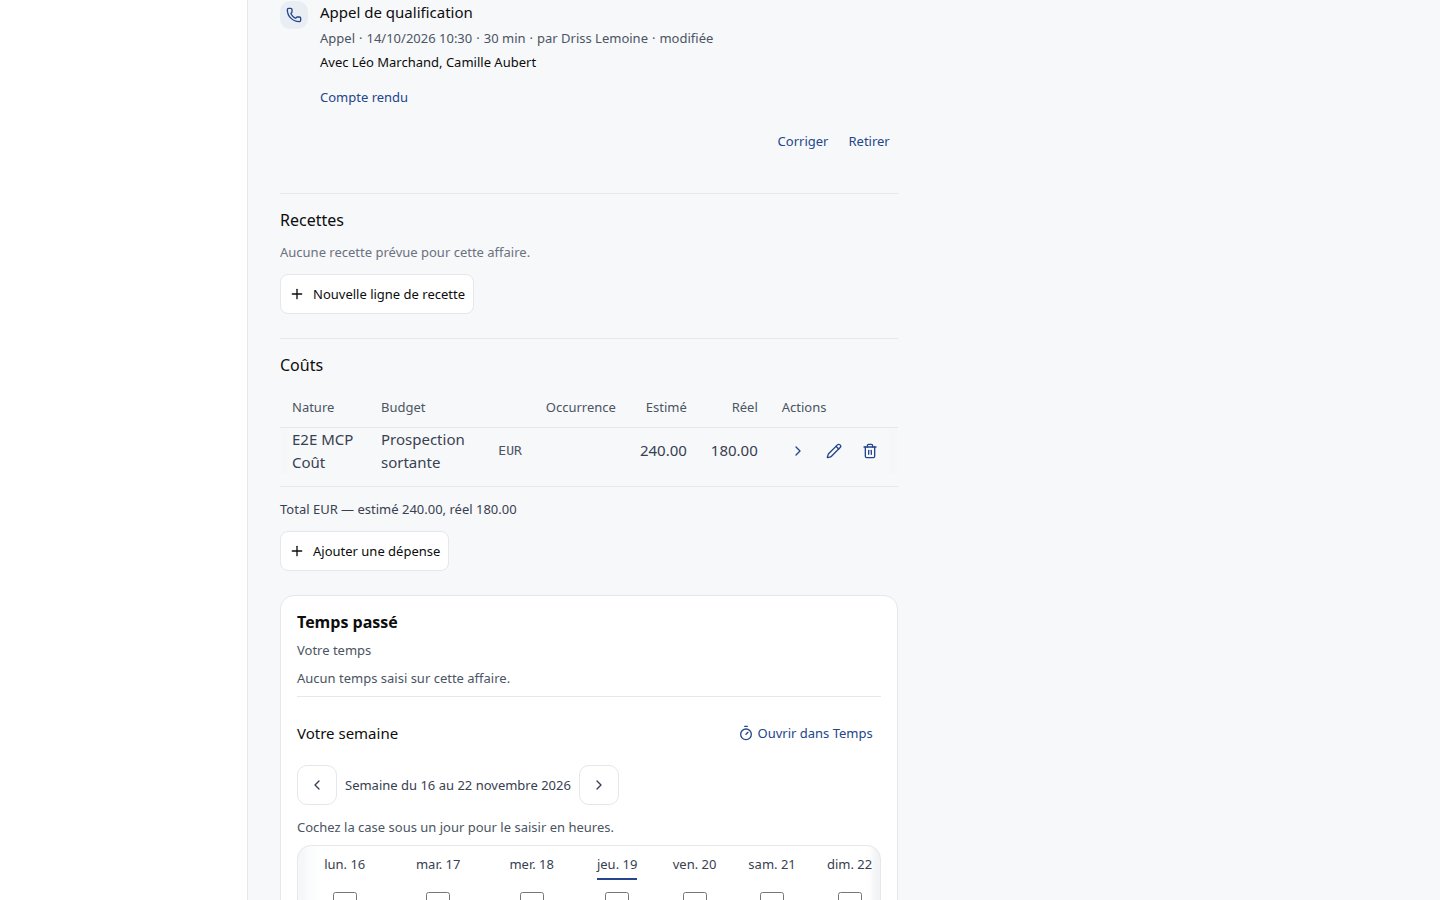 Appel de qualification
Appel · 14/10/2026 10:30 · 30 min · par Driss Lemoine · modifiée
Avec Léo Marchand, Camille Aubert
Compte rendu
Corriger Retirer
Recettes
Aucune recette prévue pour cette affaire.
Nouvelle ligne de recette
Coûts
Nature Budget Occurrence Estimé Réel Actions
E2E MCP Coût Prospection sortante EUR 240.00 180.00
Total EUR — estimé 240.00, réel 180.00
Ajouter une dépense
Temps passé
Votre temps
Aucun temps saisi sur cette affaire.
Votre semaine Ouvrir dans Temps
Semaine du 16 au 22 novembre 2026
Cochez la case sous un jour pour le saisir en heures.
lun. 16 mar. 17 mer. 18 jeu. 19 ven. 20 sam. 21 dim. 22